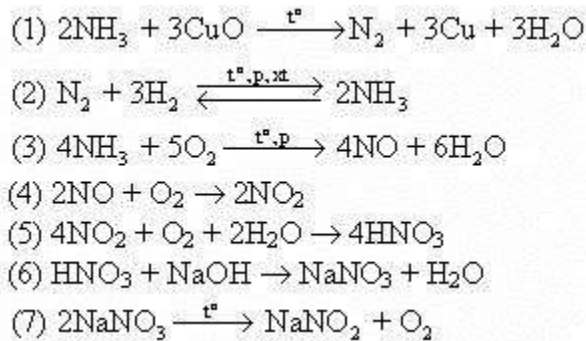 (1) 2NH₃ + 3CuO —t°→ N₂ + 3Cu + 3H₂O
(2) N₂ + 3H₂ ⇌(t°,p,xt) 2NH₃
(3) 4NH₃ + 5O₂ —t°,p→ 4NO + 6H₂O
(4) 2NO + O₂ → 2NO₂
(5) 4NO₂ + O₂ + 2H₂O → 4HNO₃
(6) HNO₃ + NaOH → NaNO₃ + H₂O
(7) 2NaNO₃ —t°→ NaNO₂ + O₂